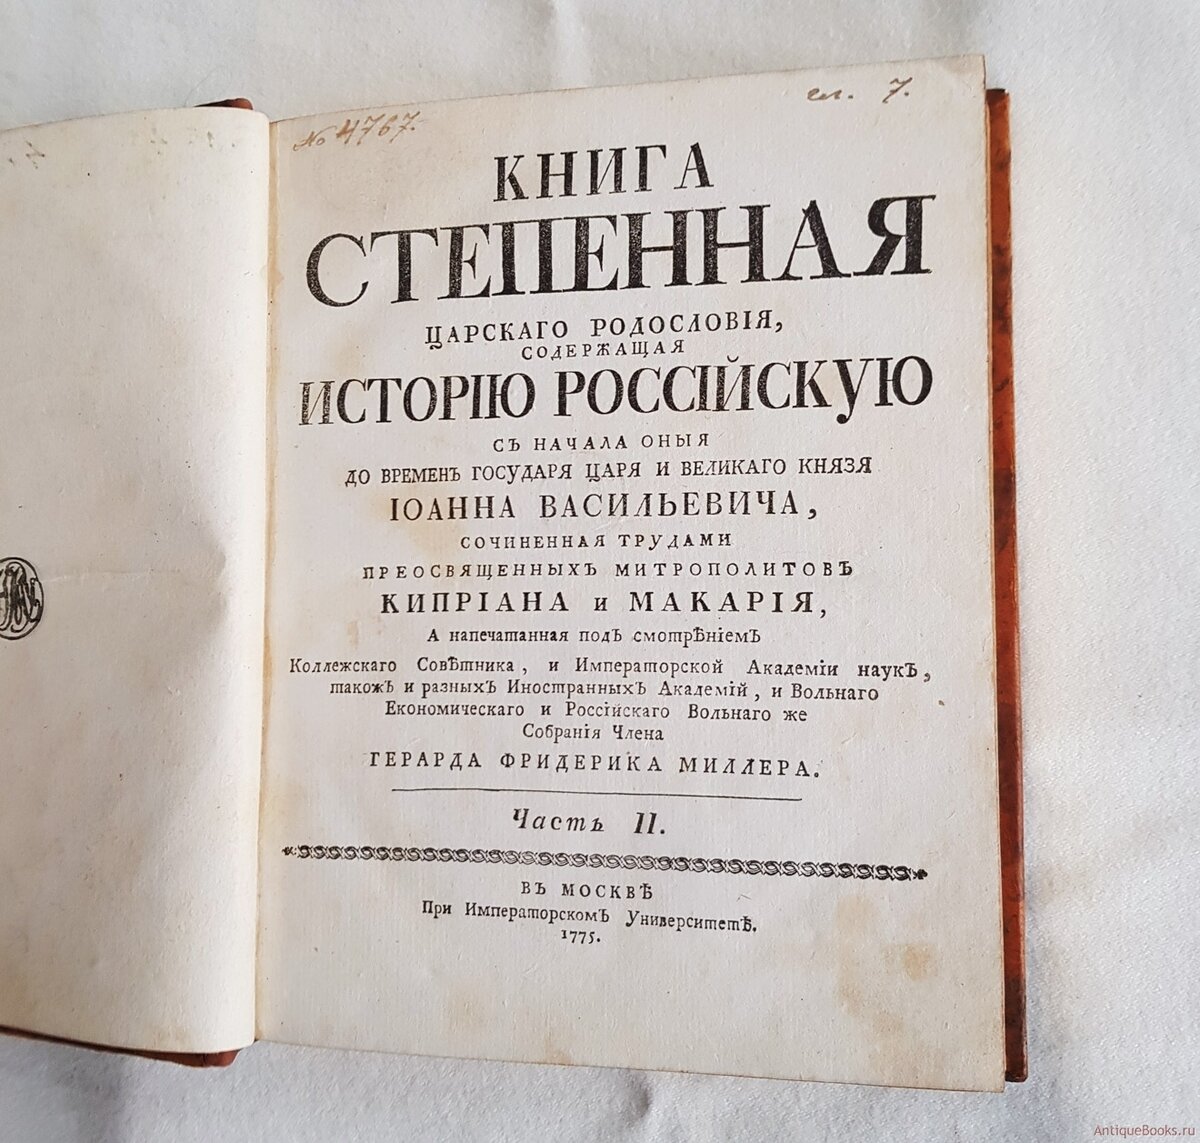 № 4767.
7.
КНИГА
СТЕПЕННАЯ
ЦАРСКАГО РОДОСЛОВІЯ,
СОДЕРЖАЩАЯ
ИСТОРІЮ РОССІЙСКУЮ
СЪ НАЧАЛА ОНЫЯ
ДО ВРЕМЕНЪ ГОСУДАРЯ ЦАРЯ И ВЕЛИКАГО КНЯЗЯ
ІОАННА ВАСИЛЬЕВИЧА,
СОЧИНЕННАЯ ТРУДАМИ
ПРЕОСВЯЩЕННЫХЪ МИТРОПОЛИТОВЪ
КИПРІАНА и МАКАРІЯ,
А напечатанная подъ смотрѣніемъ
Коллежскаго Совѣтника, и Императорской Академіи наукъ,
такожъ и разныхъ Иностранныхъ Академій, и Вольнаго
Економическаго и Россійскаго Вольнаго же
Собранія Члена
ГЕРАРДА ФРИДЕРИКА МИЛЛЕРА.
Часть II.
ВЪ МОСКВѢ
При Императорскомъ Университетѣ.
1775.
AntiqueBooks.ru